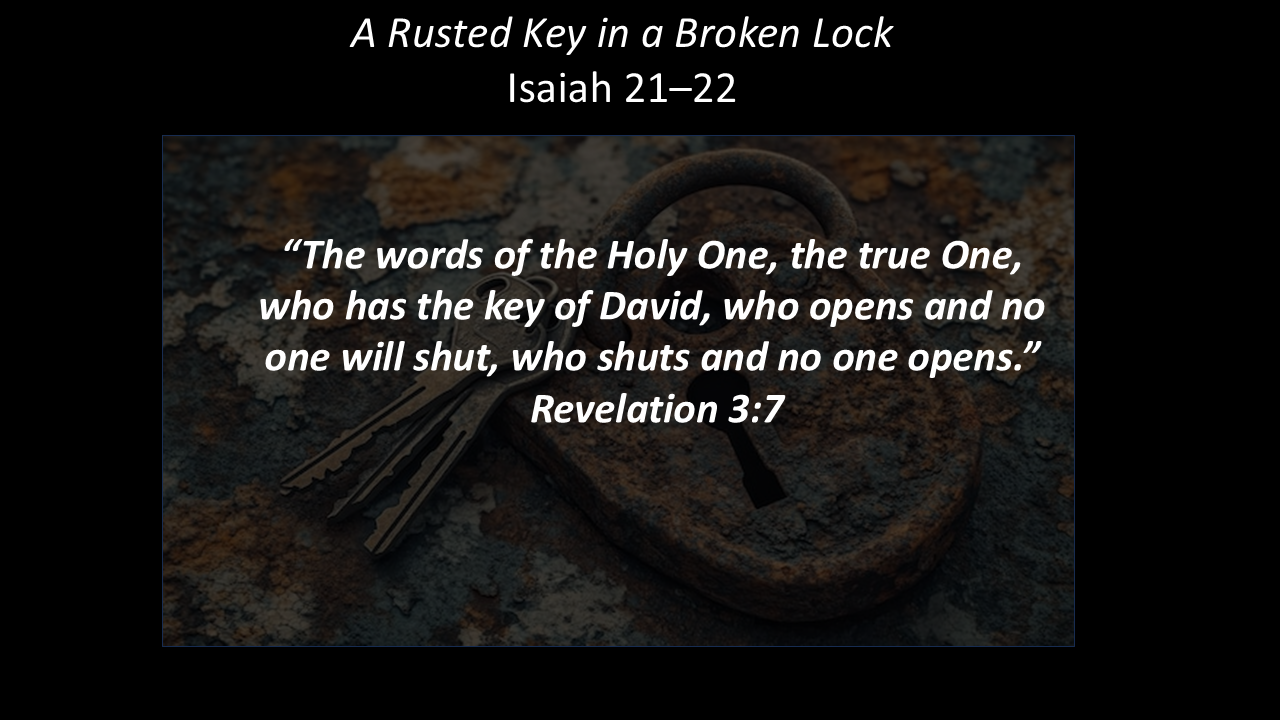 A Rusted Key in a Broken Lock
Isaiah 21–22
“The words of the Holy One, the true One,
who has the key of David, who opens and no
one will shut, who shuts and no one opens.”
Revelation 3:7